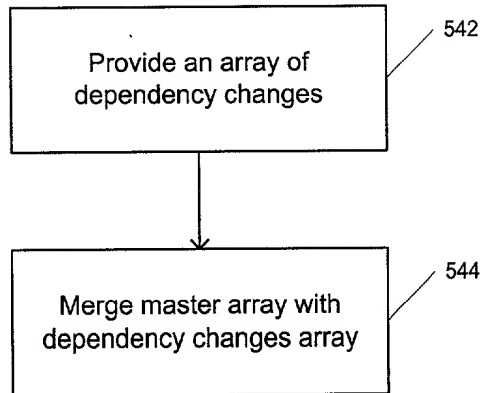 542
Provide an array of
dependency changes
544
Merge master array with
dependency changes array